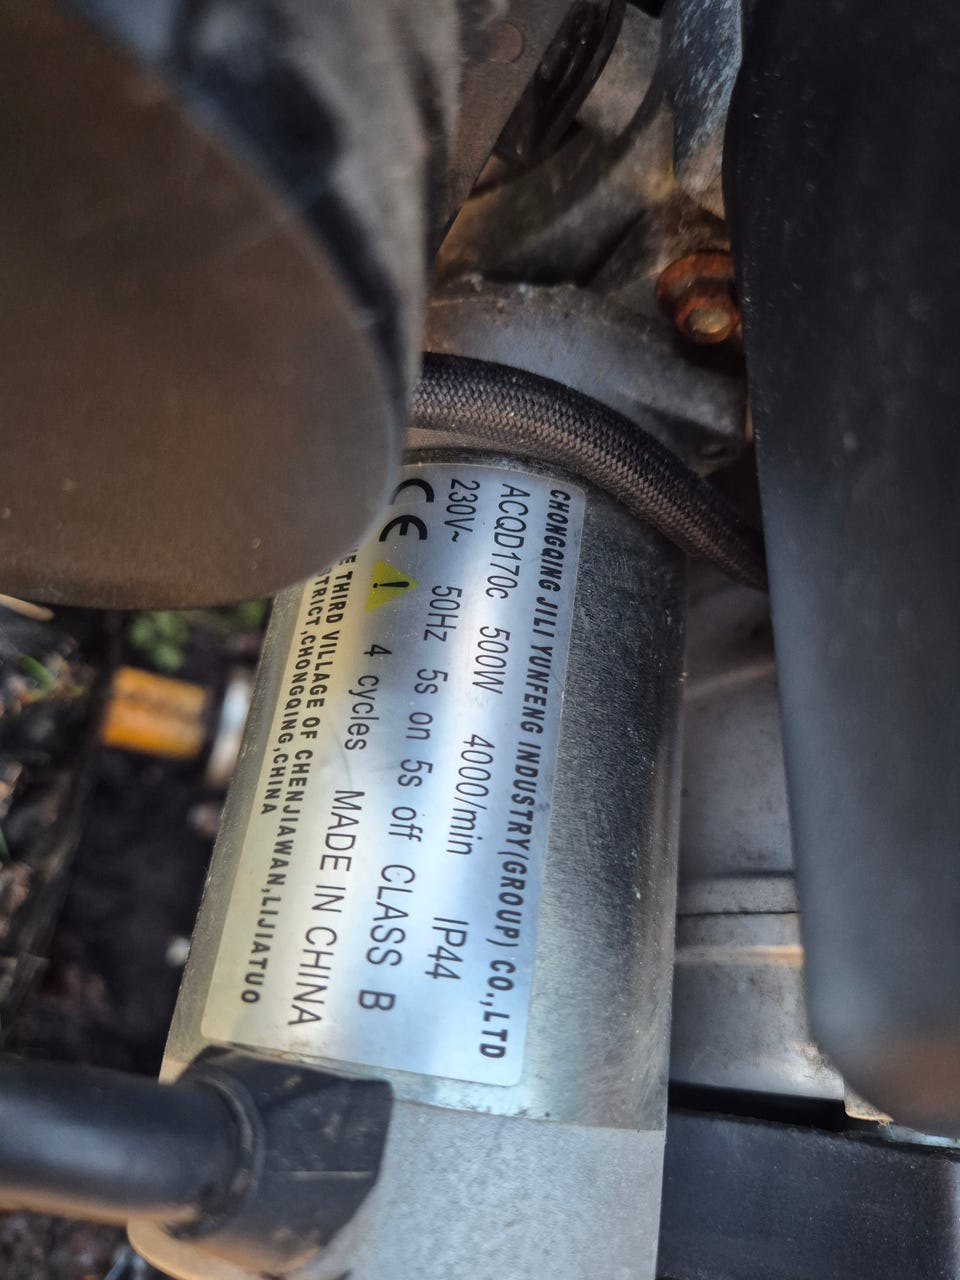 CHONGQING JILI YUNFENG INDUSTRY(GROUP) CO.,LTD
ACQD170c 500W 4000/min IP44
230V~ 50Hz 5s on 5s off CLASS B
CE 4 cycles MADE IN CHINA
THIRD VILLAGE OF CHENJIAWAN,LIJIATUO
,CHONGQING,CHINA